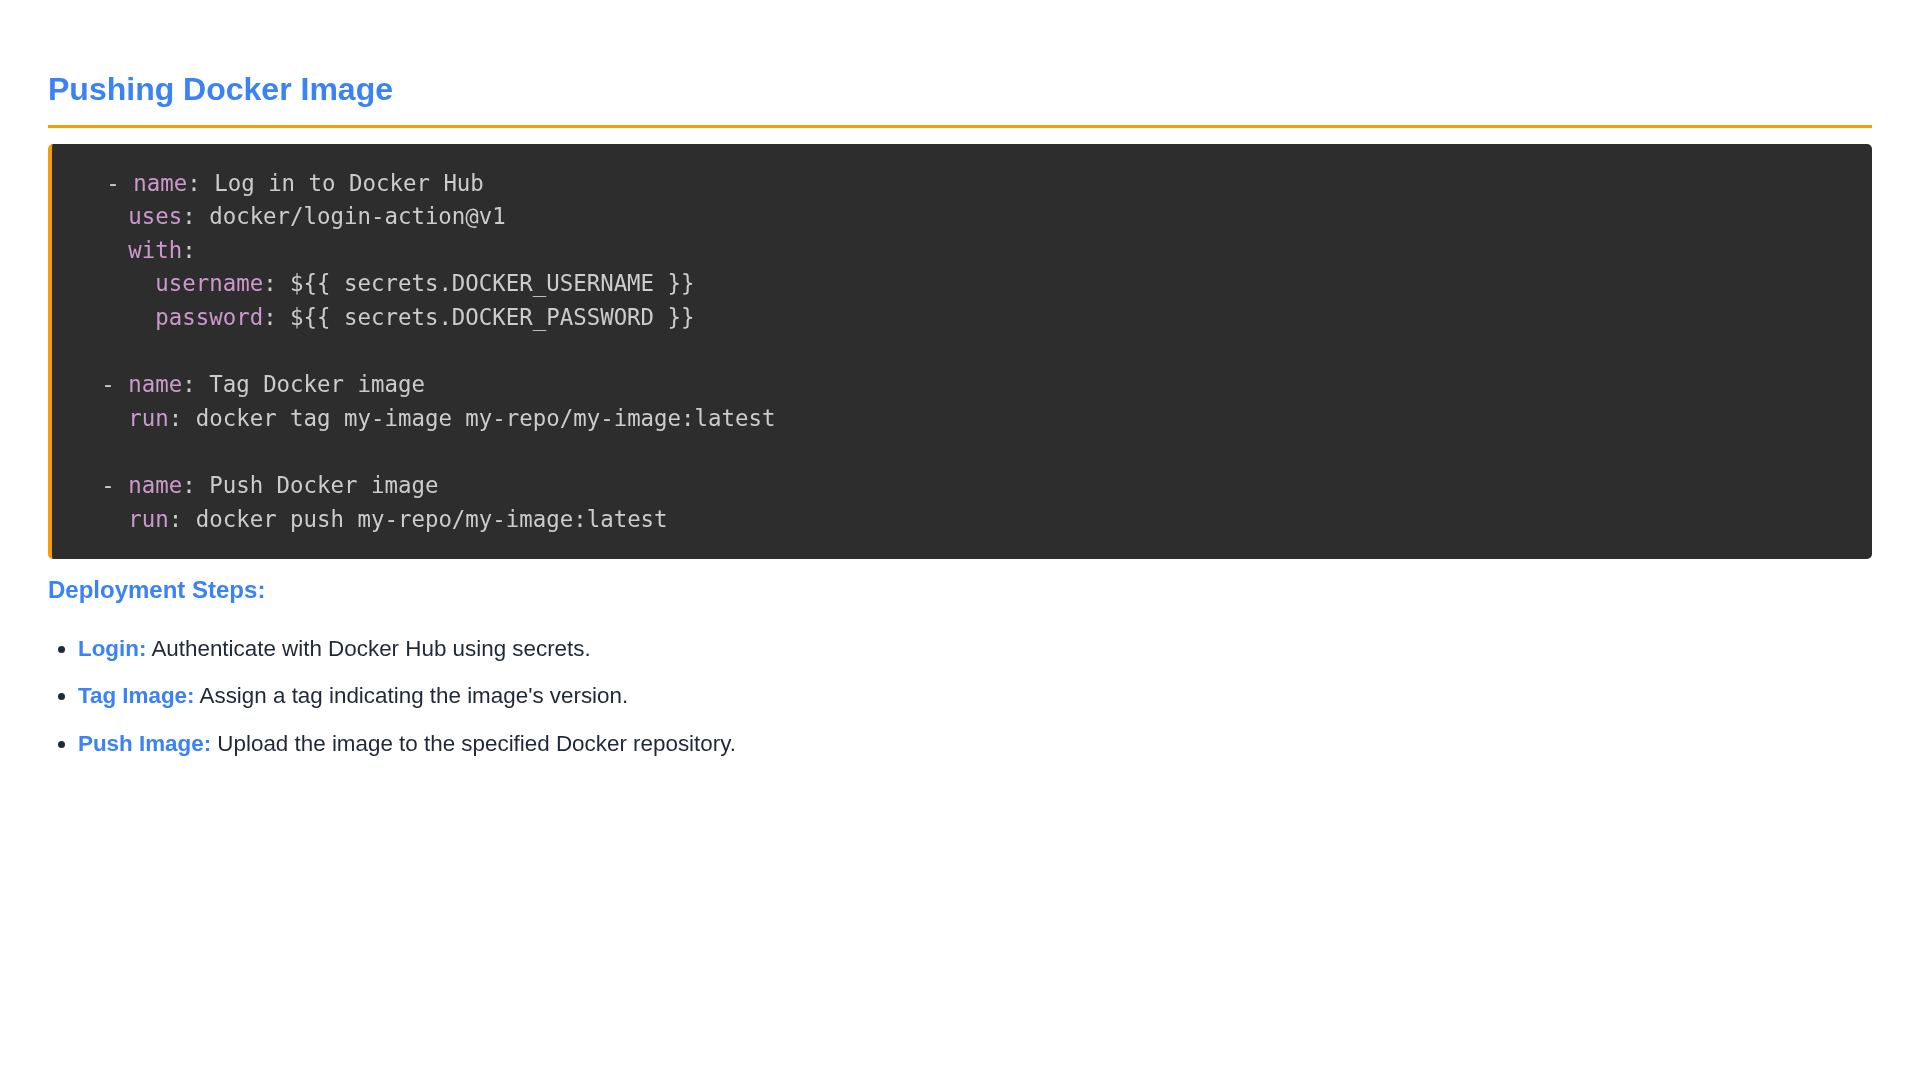 Pushing Docker Image
- name: Log in to Docker Hub
uses: docker/login-action@v1
with:
username: ${{ secrets.DOCKER_USERNAME }}
password: ${{ secrets.DOCKER_PASSWORD }}
- name: Tag Docker image
run: docker tag my-image my-repo/my-image:latest
- name: Push Docker image
run: docker push my-repo/my-image:latest
Deployment Steps:
• Login: Authenticate with Docker Hub using secrets.
• Tag Image: Assign a tag indicating the image's version.
• Push Image: Upload the image to the specified Docker repository.